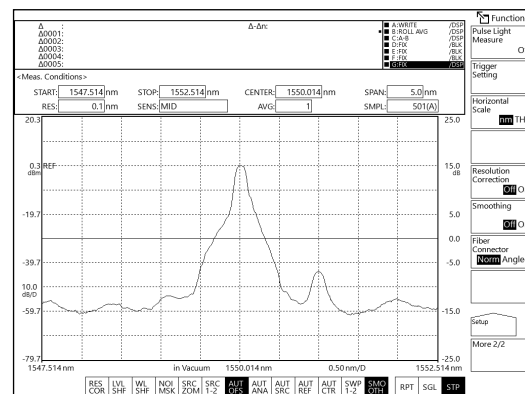 Function
Δ :
Δ0001:
Δ0002:
Δ0003:
Δ0004:
Δ0005:
Δ-Δn:
A:WRITE /DSP
B:ROLL AVG /DSP
C:A-B /DSP
D:FIX /BLK
E:FIX /BLK
F:FIX /BLK
G:FIX /DSP
<Meas. Conditions>
START: 1547.514 nm STOP: 1552.514 nm CENTER: 1550.014 nm SPAN: 5.0 nm
RES: 0.1 nm SENS: MID AVG: 1 SMPL: 501(A)
20.3 25.0
0.3 REF 15.0
dBm dB
-19.7 5.0
0.0
-39.7 -5.0
10.0
dB/D
-59.7 -15.0
-79.7 -25.0
1547.514 nm in Vacuum 1550.014 nm 0.50 nm/D 1552.514 nm
RES COR
LVL SHF
WL SHF
NOI MSK
SRC ZOM
SRC 1-2
AUT OFS
AUT ANA
AUT SRC
AUT REF
AUT CTR
SWP 1-2
SMO OTH
RPT
SGL
STP
Pulse Light
Measure
O
Trigger
Setting
Horizontal
Scale
nm TH
Resolution
Correction
Off O
Smoothing
Off O
Fiber
Connector
Norm Angle
Setup
More 2/2